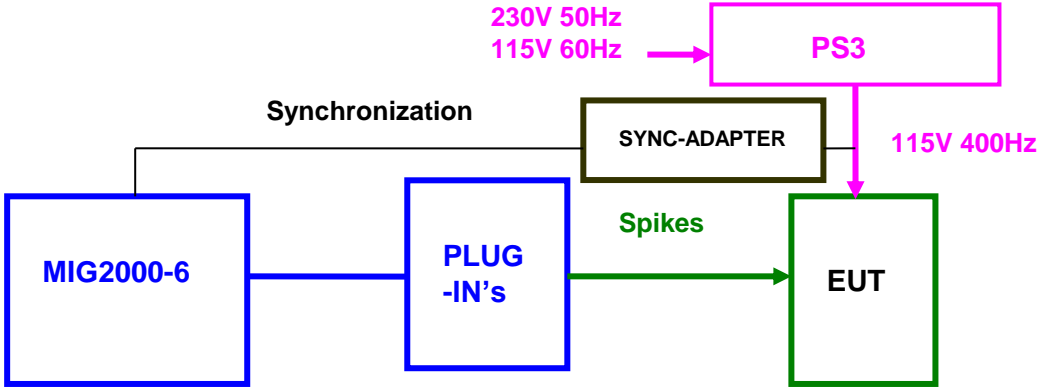 230V 50Hz
115V 60Hz
PS3
Synchronization
SYNC-ADAPTER
115V 400Hz
Spikes
MIG2000-6
PLUG
-IN's
EUT